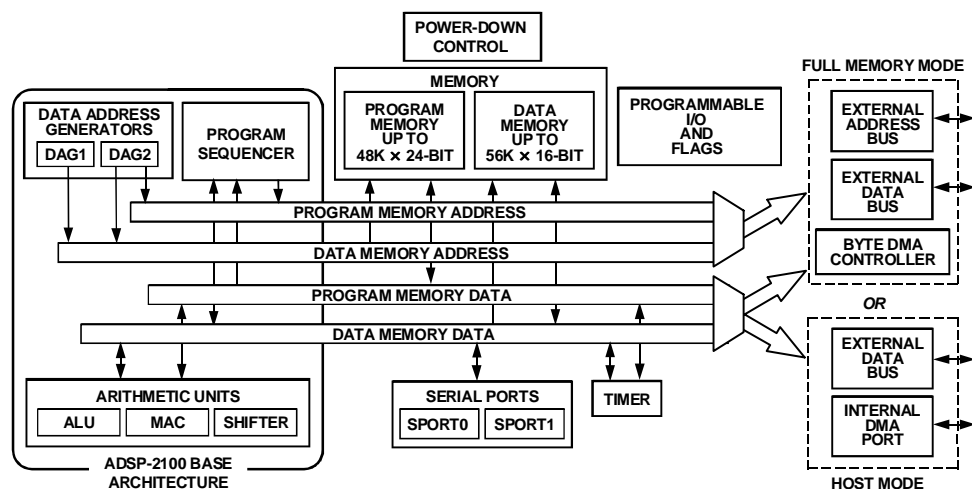 POWER-DOWN
CONTROL
FULL MEMORY MODE
MEMORY
DATA ADDRESS
GENERATORS
DAG1
DAG2
PROGRAM
SEQUENCER
PROGRAM
MEMORY
UP TO
48K × 24-BIT
DATA
MEMORY
UP TO
56K × 16-BIT
PROGRAMMABLE
I/O
AND
FLAGS
EXTERNAL
ADDRESS
BUS
EXTERNAL
DATA
BUS
BYTE DMA
CONTROLLER
PROGRAM MEMORY ADDRESS
DATA MEMORY ADDRESS
PROGRAM MEMORY DATA
DATA MEMORY DATA
OR
EXTERNAL
DATA
BUS
INTERNAL
DMA
PORT
HOST MODE
ARITHMETIC UNITS
ALU
MAC
SHIFTER
SERIAL PORTS
SPORT0
SPORT1
TIMER
ADSP-2100 BASE
ARCHITECTURE